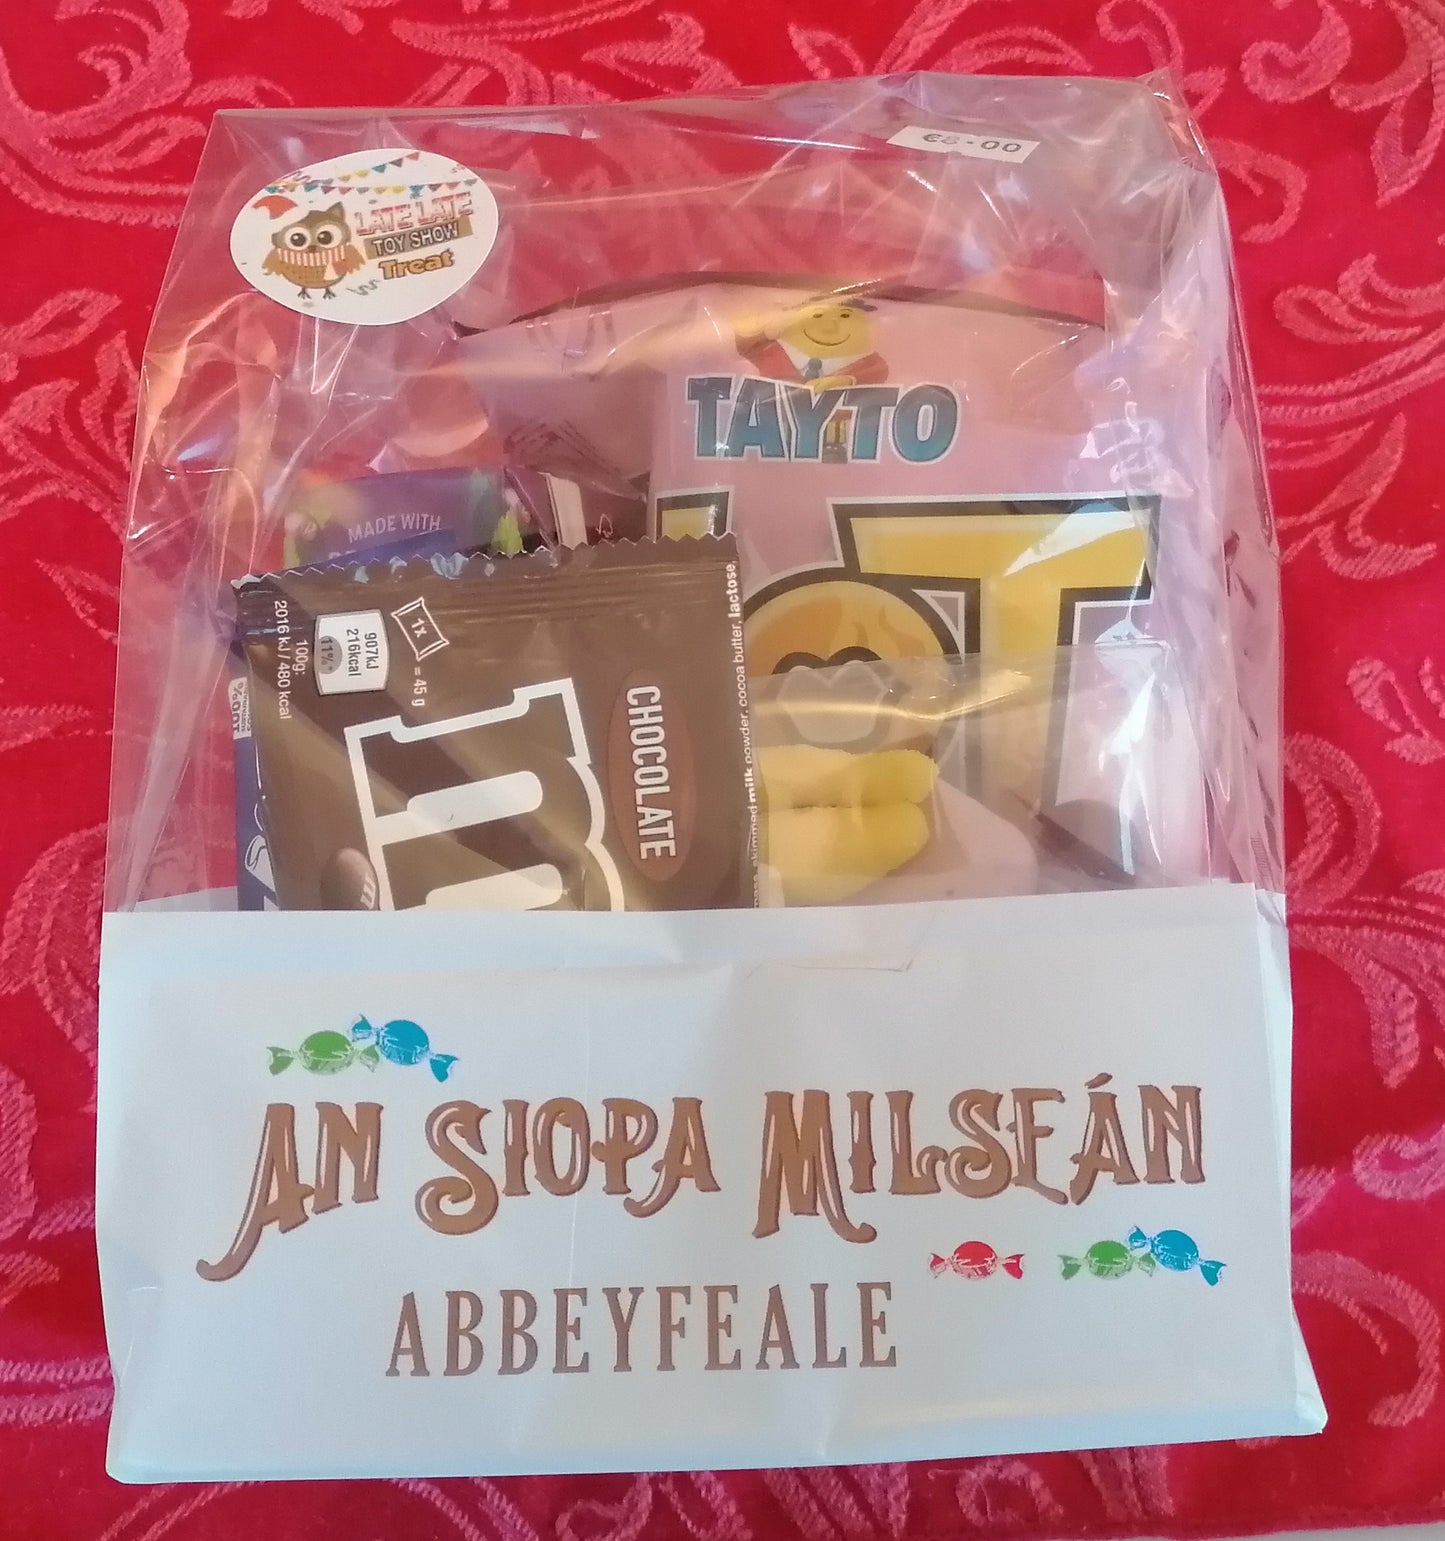 €8.00
LATE LATE
TOY SHOW
Treat
TAYTO
MADE WITH
1x
= 45 g
907kJ
216kcal
11%*
100g:
2016 kJ / 480 kcal
m
CHOCOLATE
skimmed milk powder, cocoa butter, lactose,
AN SIOPA MILSEÁN
ABBEYFEALE